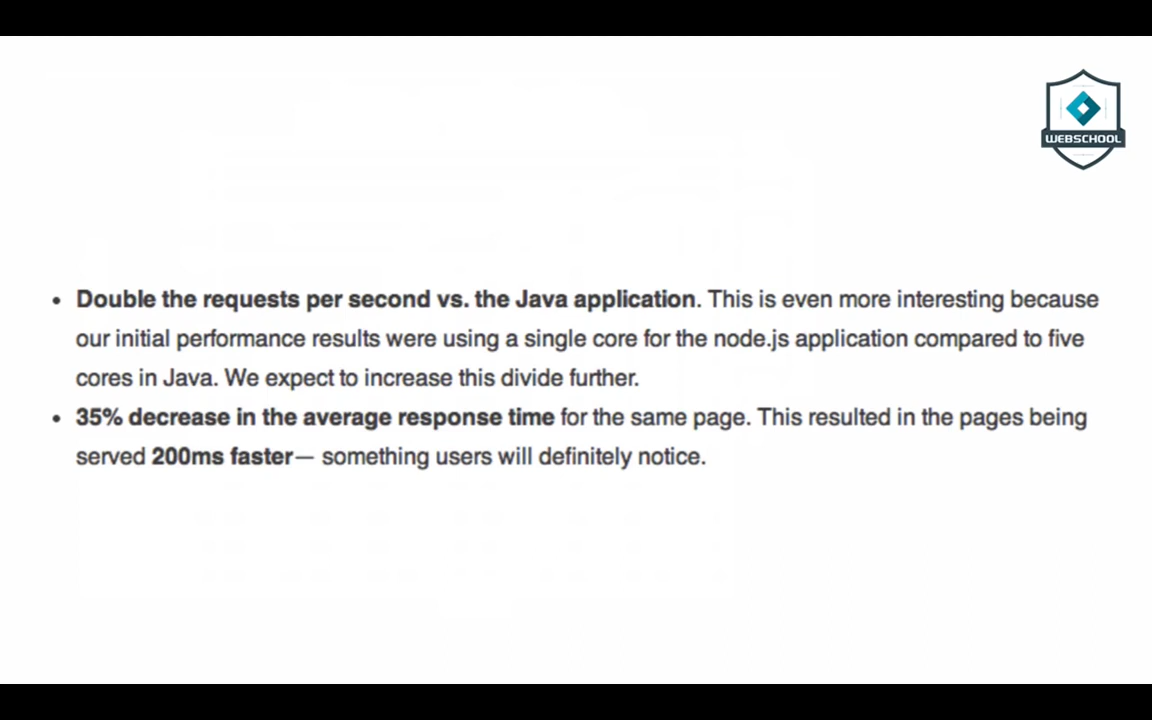 WEBSCHOOL
• Double the requests per second vs. the Java application. This is even more interesting because
our initial performance results were using a single core for the node.js application compared to five
cores in Java. We expect to increase this divide further.
• 35% decrease in the average response time for the same page. This resulted in the pages being
served 200ms faster— something users will definitely notice.